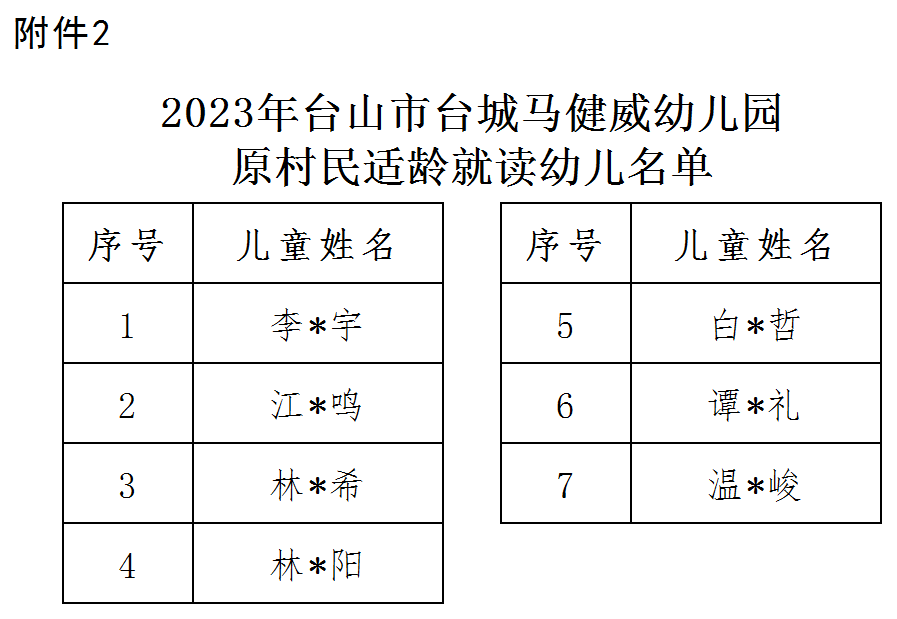 附件2
2023年台山市台城马健威幼儿园
原村民适龄就读幼儿名单
序号 儿童姓名 序号 儿童姓名
1 李*宇 5 白*哲
2 江*鸣 6 谭*礼
3 林*希 7 温*峻
4 林*阳